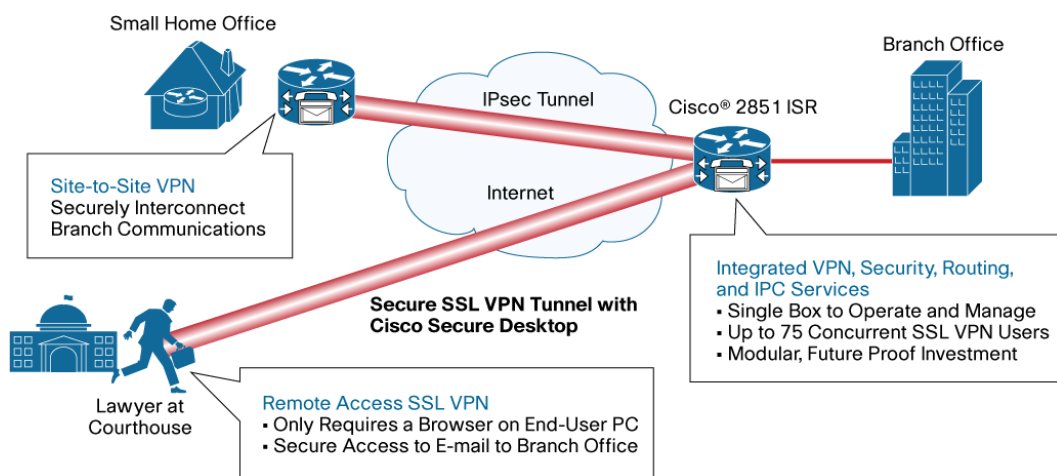 Small Home Office
Branch Office
IPsec Tunnel
Cisco® 2851 ISR
Site-to-Site VPN
Securely Interconnect
Branch Communications
Internet
Integrated VPN, Security, Routing,
and IPC Services
▪ Single Box to Operate and Manage
▪ Up to 75 Concurrent SSL VPN Users
▪ Modular, Future Proof Investment
Secure SSL VPN Tunnel with
Cisco Secure Desktop
Lawyer at
Courthouse
Remote Access SSL VPN
▪ Only Requires a Browser on End-User PC
▪ Secure Access to E-mail to Branch Office